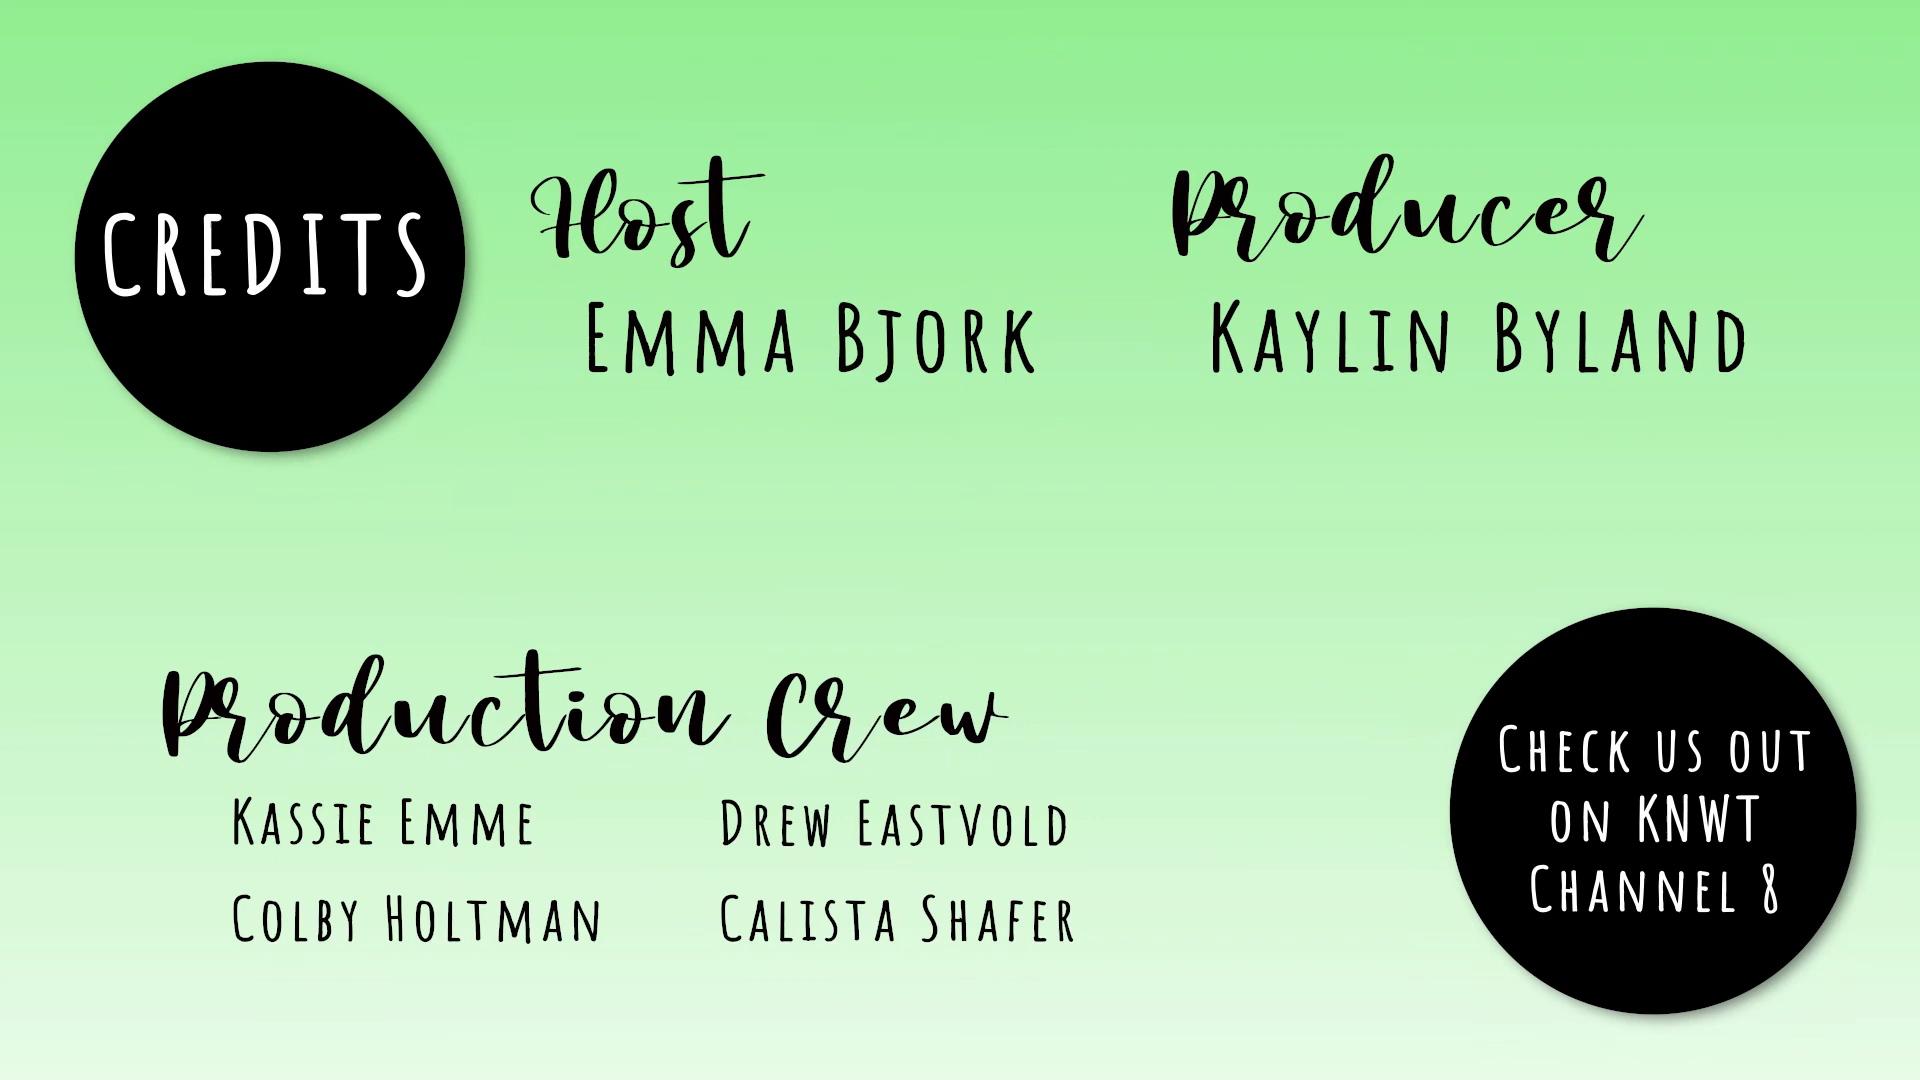 CREDITS
Host
EMMA BJORK
Producer
KAYLIN BYLAND
Production Crew
KASSIE EMME
DREW EASTVOLD
COLBY HOLTMAN
CALISTA SHAFER
CHECK US OUT
ON KNWT
CHANNEL 8